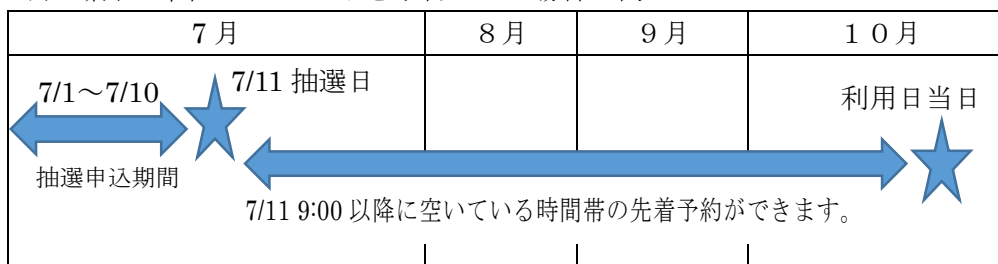 7月 8月 9月 10月
7/1～7/10
7/11 抽選日
利用日当日
抽選申込期間
7/11 9:00 以降に空いている時間帯の先着予約ができます。